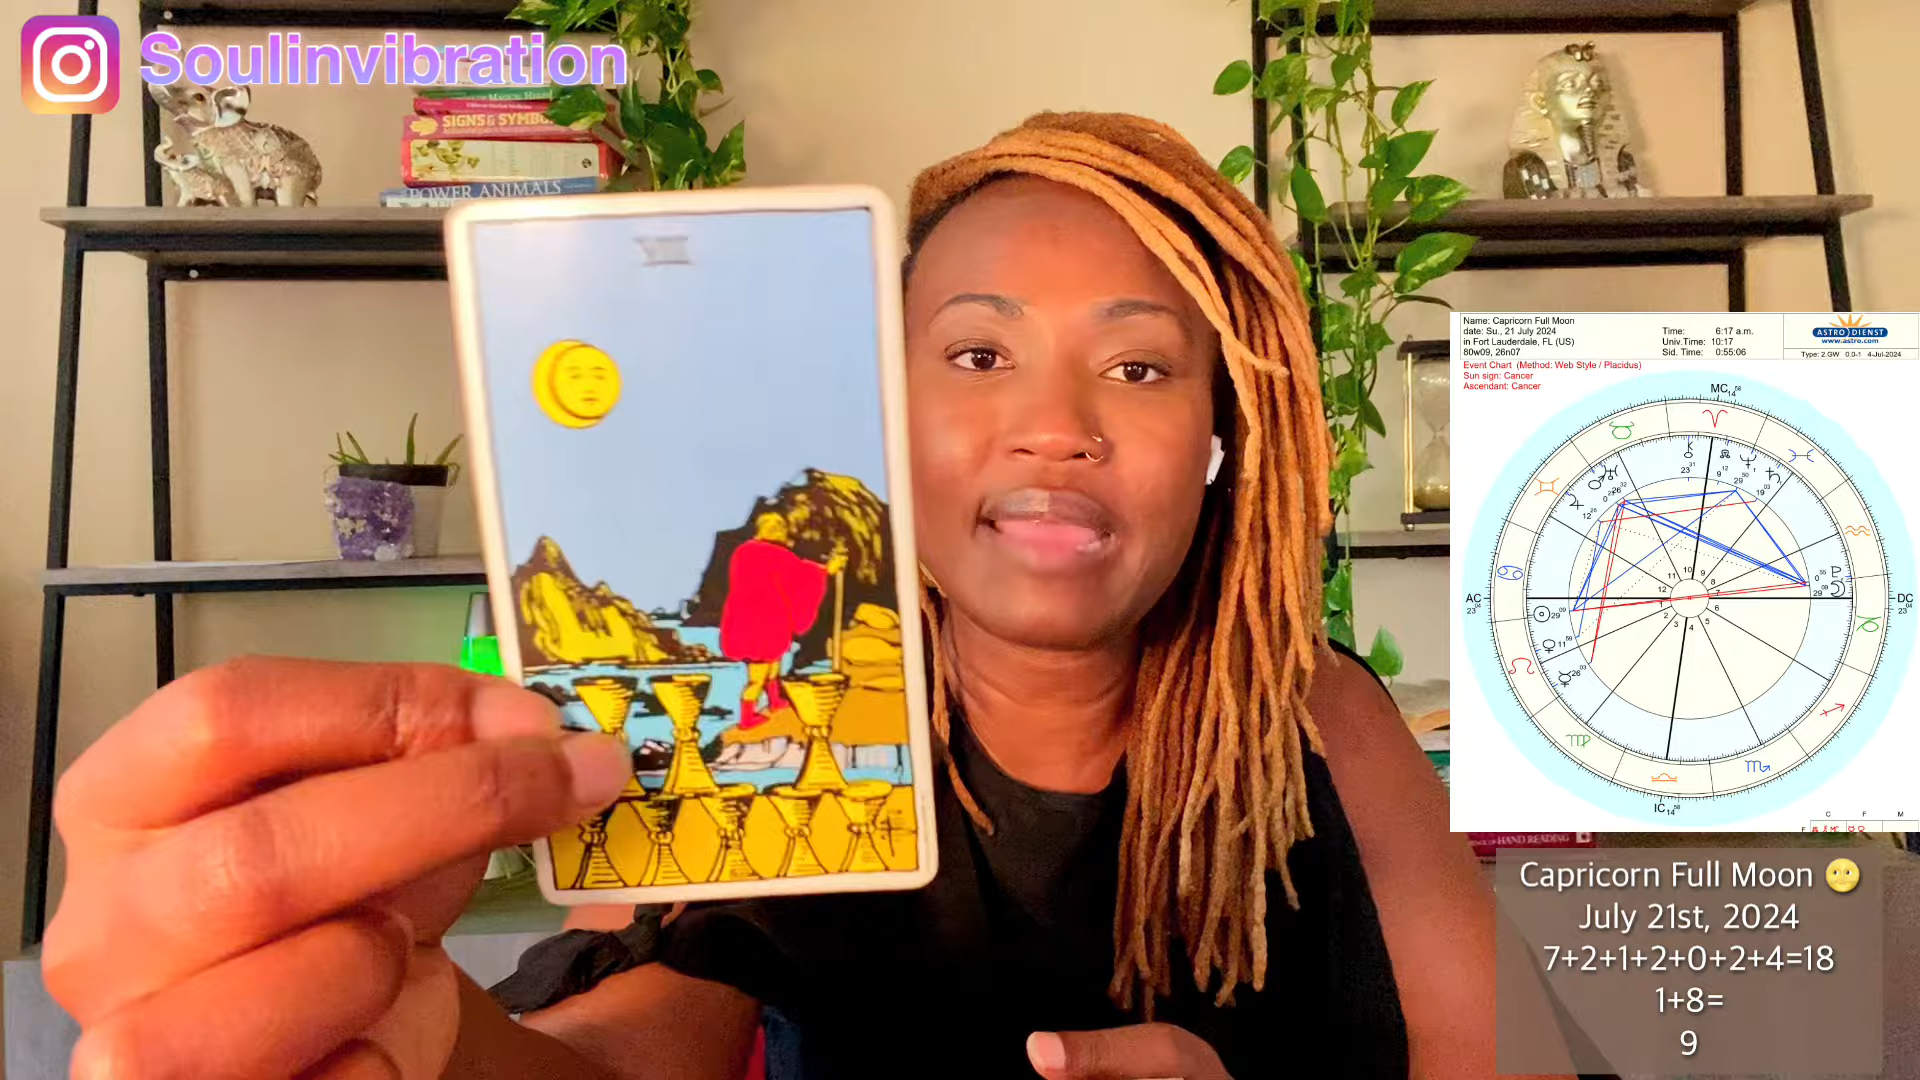 Soulinvibration
SIGNS & SYMBO
POWER ANIMALS
VIII
Name: Capricorn Full Moon
date: Su., 21 July 2024
in Fort Lauderdale, FL (US)
80w09, 26n07
Time: 6:17 a.m.
Univ.Time: 10:17
Sid. Time: 0:55:06
ASTRO DIENST
www.astro.com
Type: 2.GW 0.0-1 4-Jul-2024
Event Chart (Method: Web Style / Placidus)
Sun sign: Cancer
Ascendant: Cancer
MC
AC
DC
IC
C F M
HAND READING
Capricorn Full Moon 🌝
July 21st, 2024
7+2+1+2+0+2+4=18
1+8=
9